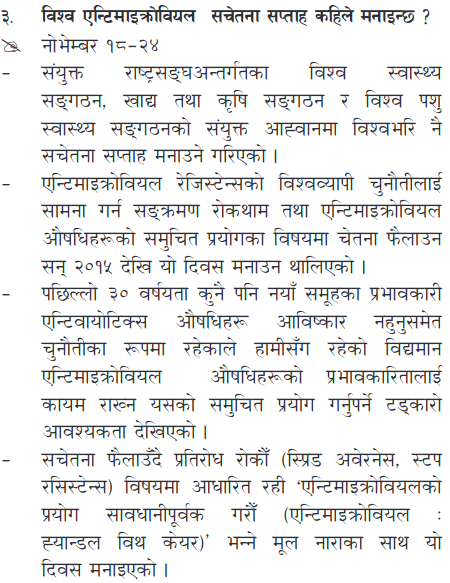 ३. विश्व एन्टिमाइक्रोवियल सचेतना सप्ताह कहिले मनाइन्छ ?
नोभेम्बर १८-२४
- संयुक्त राष्ट्रसङ्घअन्तर्गतका विश्व स्वास्थ्य
सङ्गठन, खाद्य तथा कृषि सङ्गठन र विश्व पशु
स्वास्थ्य सङ्गठनको संयुक्त आह्वानमा विश्वभरि नै
सचेतना सप्ताह मनाउने गरिएको ।
- एन्टिमाइक्रोवियल रेजिस्टेन्सको विश्वव्यापी चुनौतीलाई
सामना गर्न सङ्क्रमण रोकथाम तथा एन्टिमाइक्रोवियल
औषधिहरूको समुचित प्रयोगका विषयमा चेतना फैलाउन
सन् २०१५ देखि यो दिवस मनाउन थालिएको ।
- पछिल्लो ३० वर्षयता कुनै पनि नयाँ समूहका प्रभावकारी
एन्टिवायोटिक्स औषधिहरू आविष्कार नहुनुसमेत
चुनौतीका रूपमा रहेकाले हामीसँग रहेको विद्यमान
एन्टिमाइक्रोवियल औषधिहरूको प्रभावकारितालाई
कायम राख्न यसको समुचित प्रयोग गर्नुपर्ने टड्कारो
आवश्यकता देखिएको ।
- सचेतना फैलाउँदै प्रतिरोध रोकौँ (स्प्रिड अवेरनेस, स्टप
रसिस्टेन्स) विषयमा आधारित रही ‘एन्टिमाइक्रोवियलको
प्रयोग सावधानीपूर्वक गरौँ (एन्टिमाइक्रोवियल :
ह्यान्डल विथ केयर)’ भन्ने मूल नाराका साथ यो
दिवस मनाइएको ।